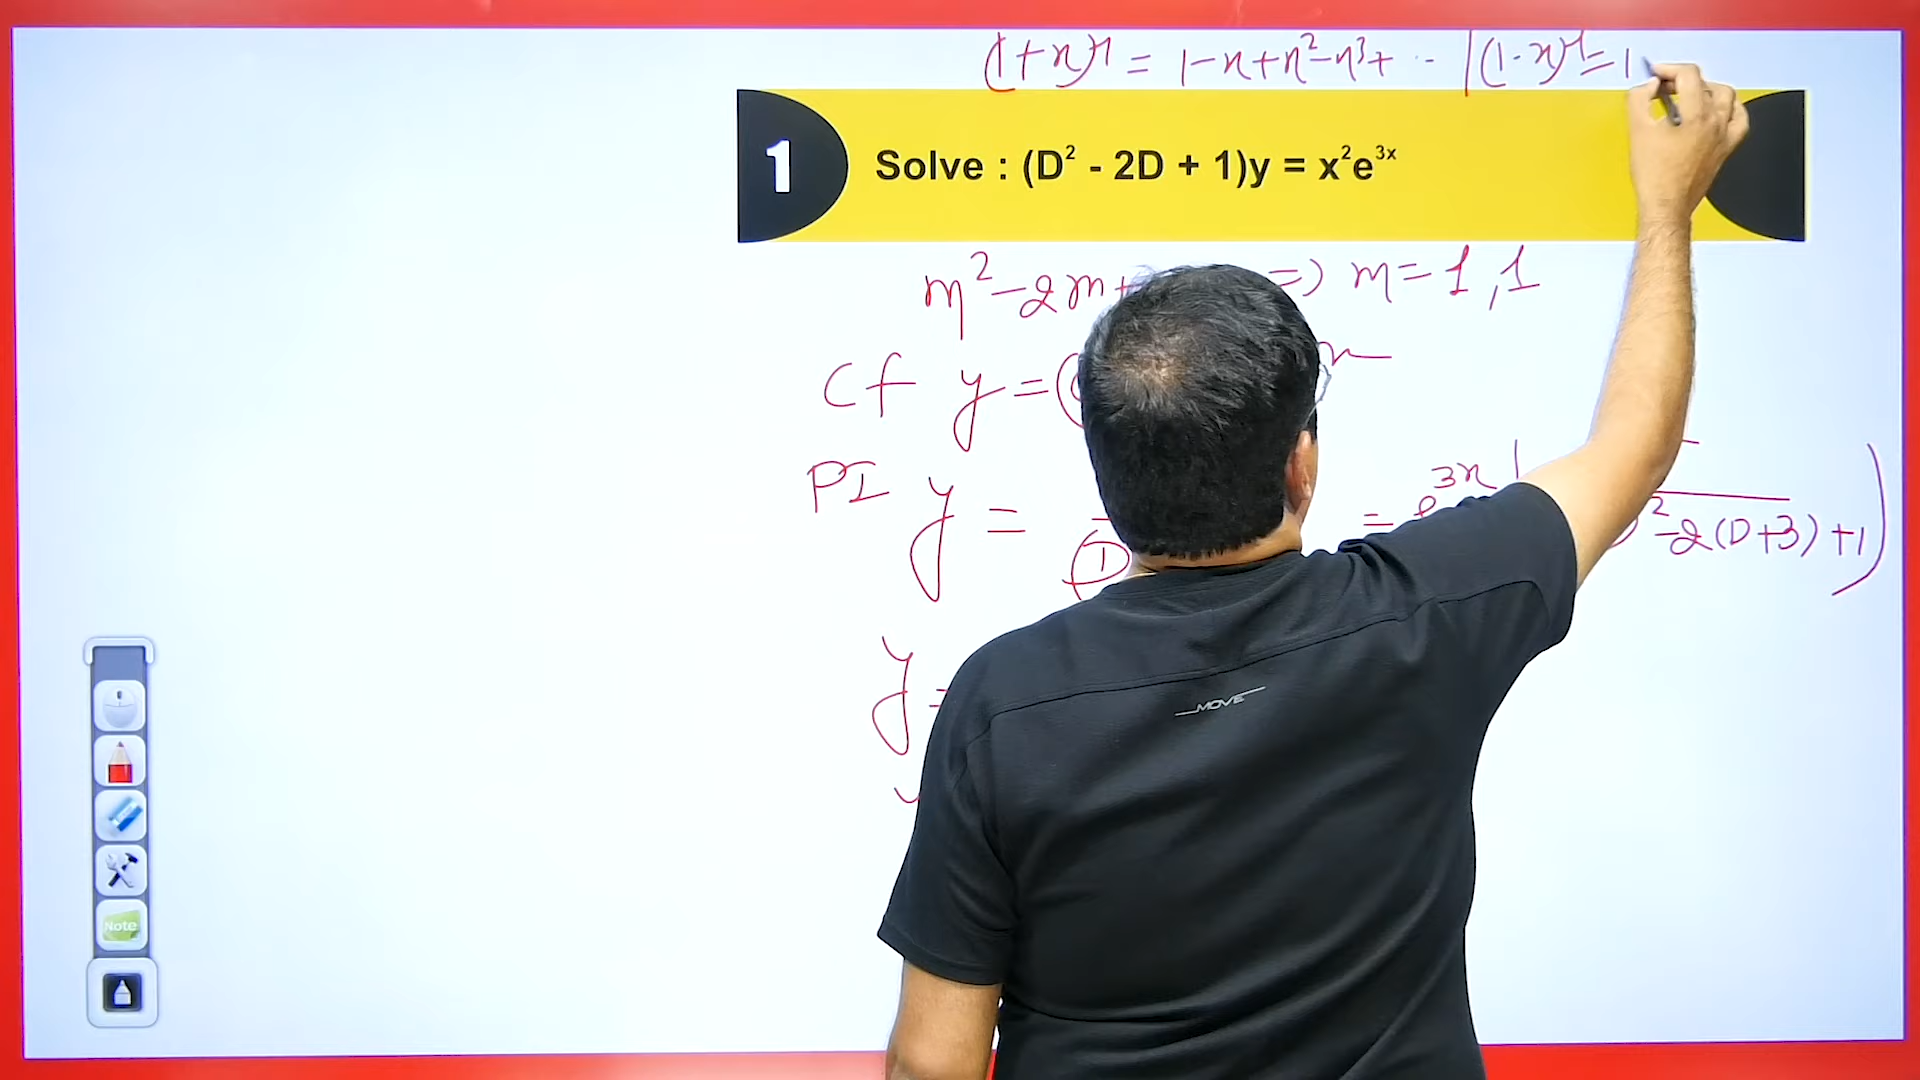 (1+x)⁻¹ = 1-x+x²-x³+ ·· | (1-x)⁻¹ = 1
1 Solve : (D² - 2D + 1)y = x²e³ˣ
m²-2m+ => m=1,1
CF y=( x
PI y = = e³ˣ ²-2(D+3)+1)
y=
MOVE
Note